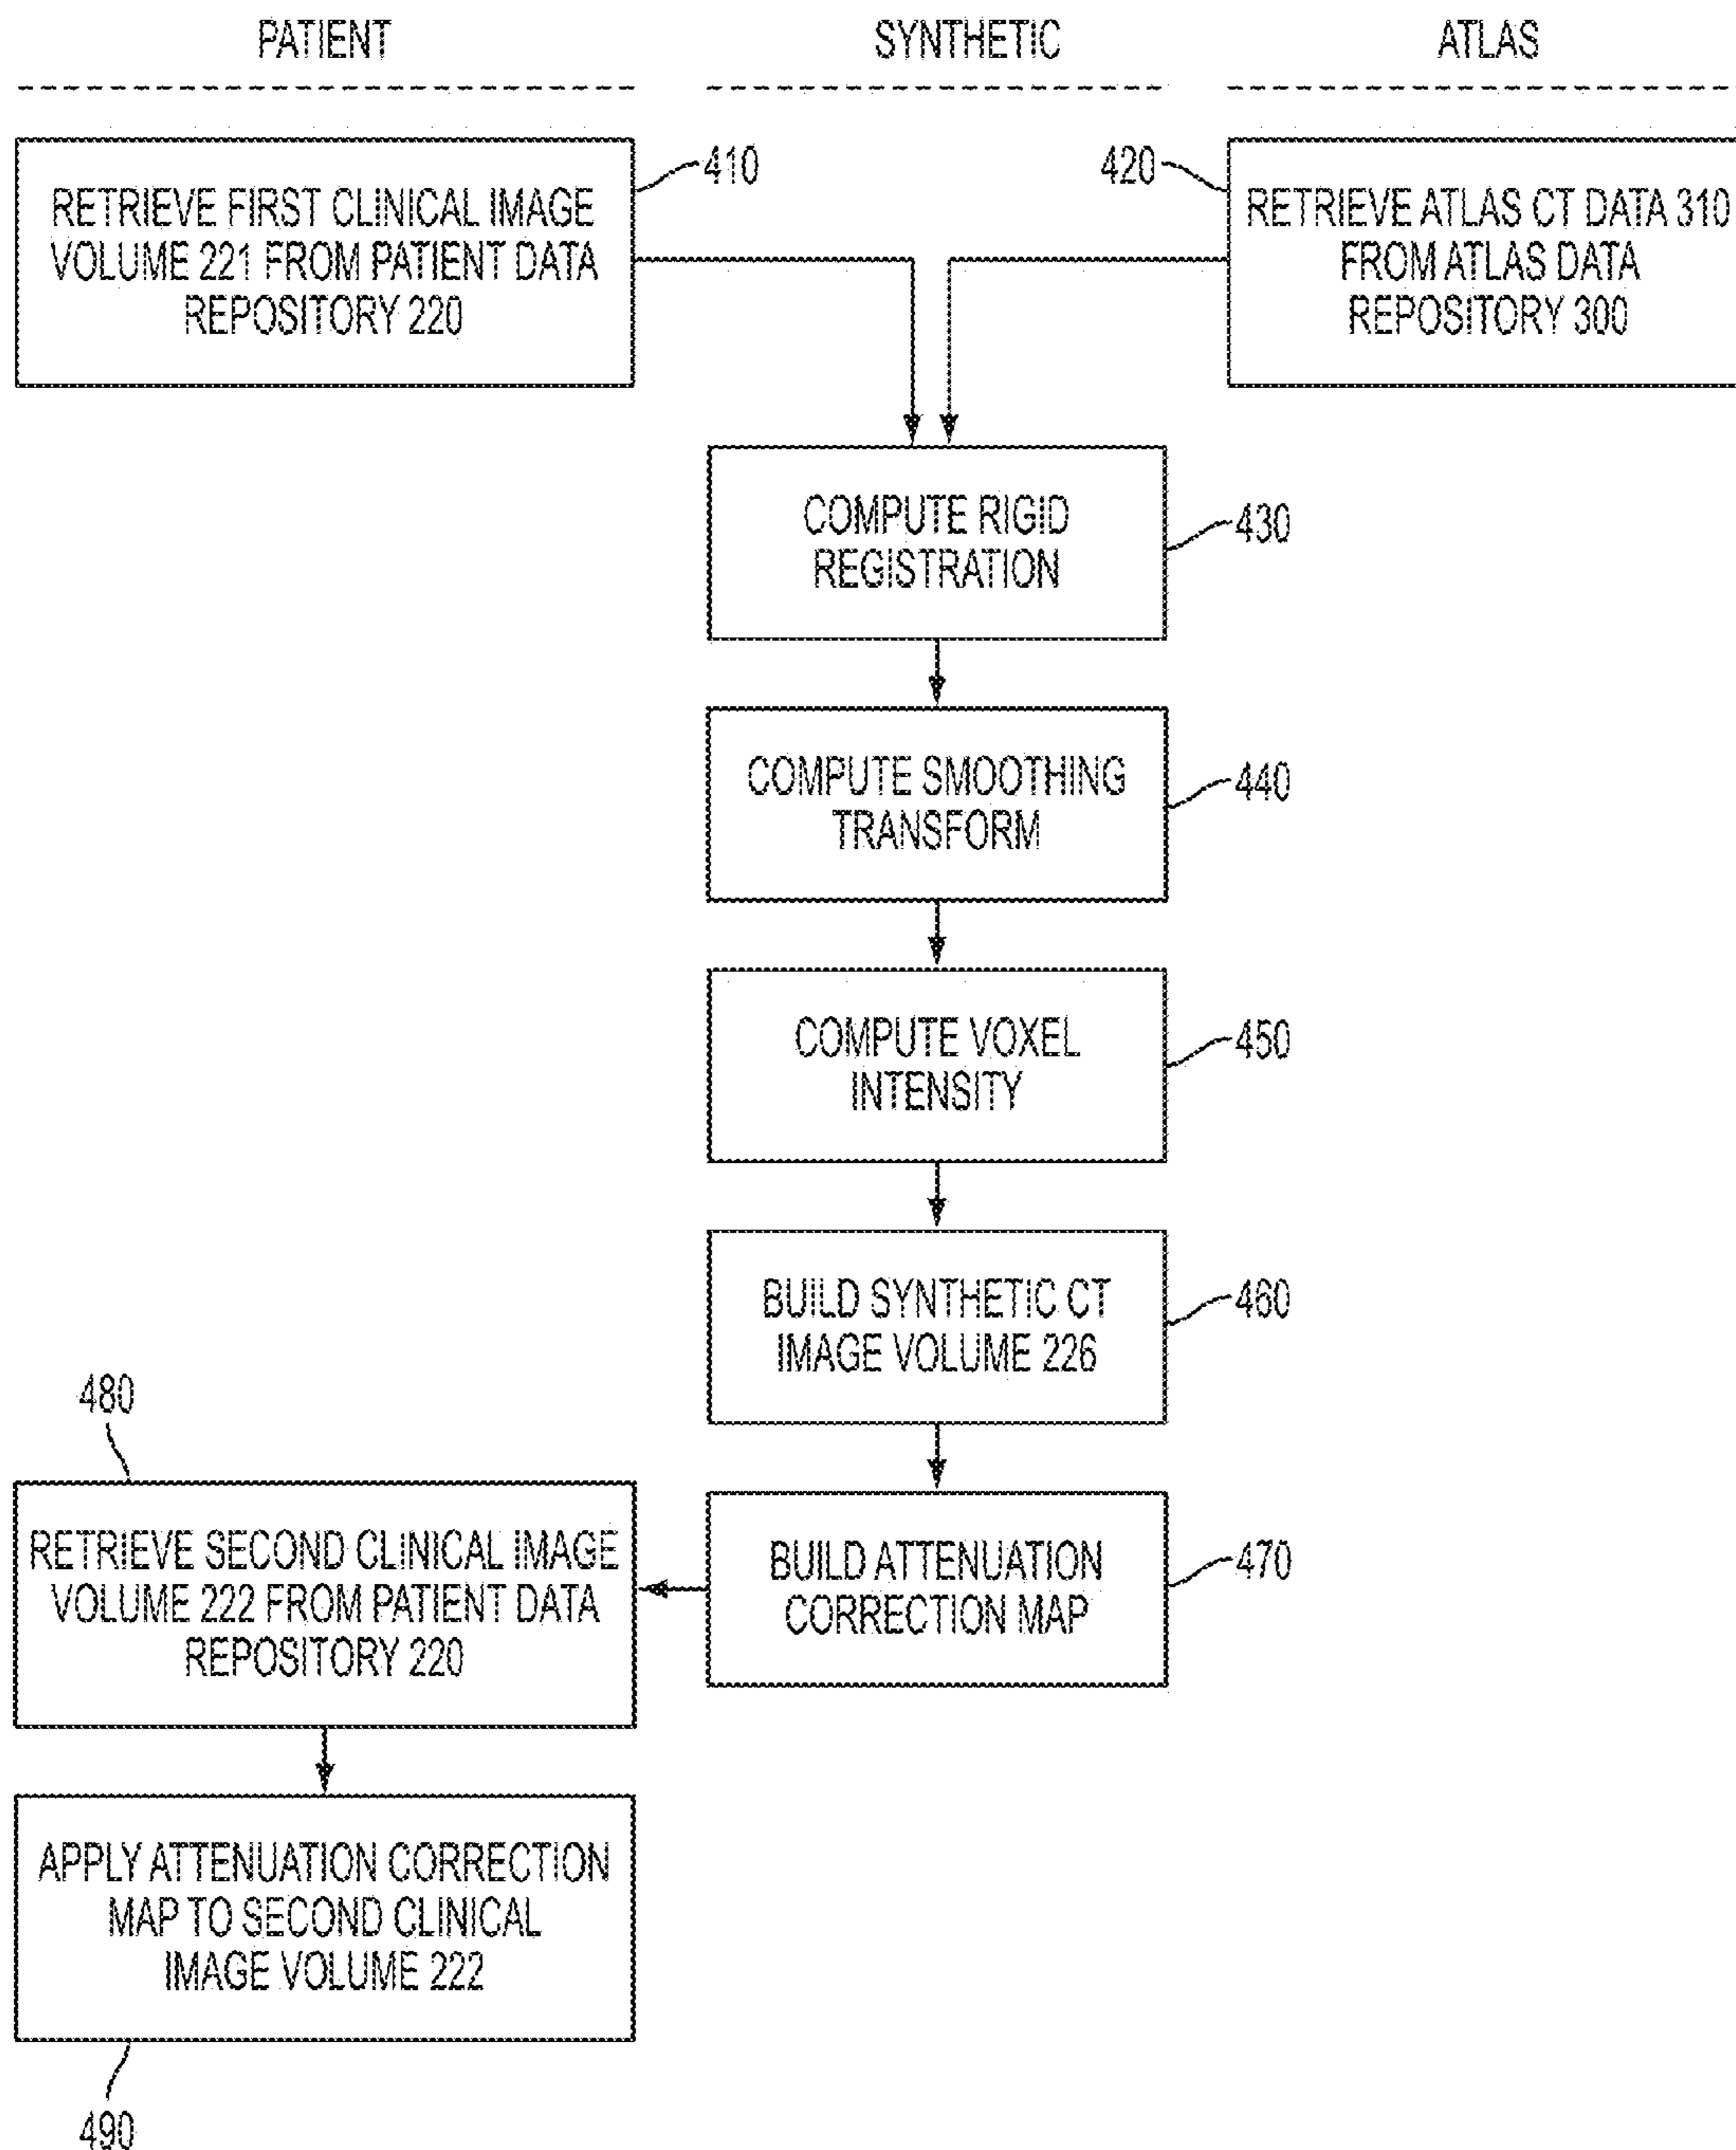 PATIENT
SYNTHETIC
ATLAS
RETRIEVE FIRST CLINICAL IMAGE
VOLUME 221 FROM PATIENT DATA
REPOSITORY 220
410
420
RETRIEVE ATLAS CT DATA 310
FROM ATLAS DATA
REPOSITORY 300
COMPUTE RIGID
REGISTRATION
430
COMPUTE SMOOTHING
TRANSFORM
440
COMPUTE VOXEL
INTENSITY
450
BUILD SYNTHETIC CT
IMAGE VOLUME 226
460
BUILD ATTENUATION
CORRECTION MAP
470
480
RETRIEVE SECOND CLINICAL IMAGE
VOLUME 222 FROM PATIENT DATA
REPOSITORY 220
APPLY ATTENUATION CORRECTION
MAP TO SECOND CLINICAL
IMAGE VOLUME 222
490